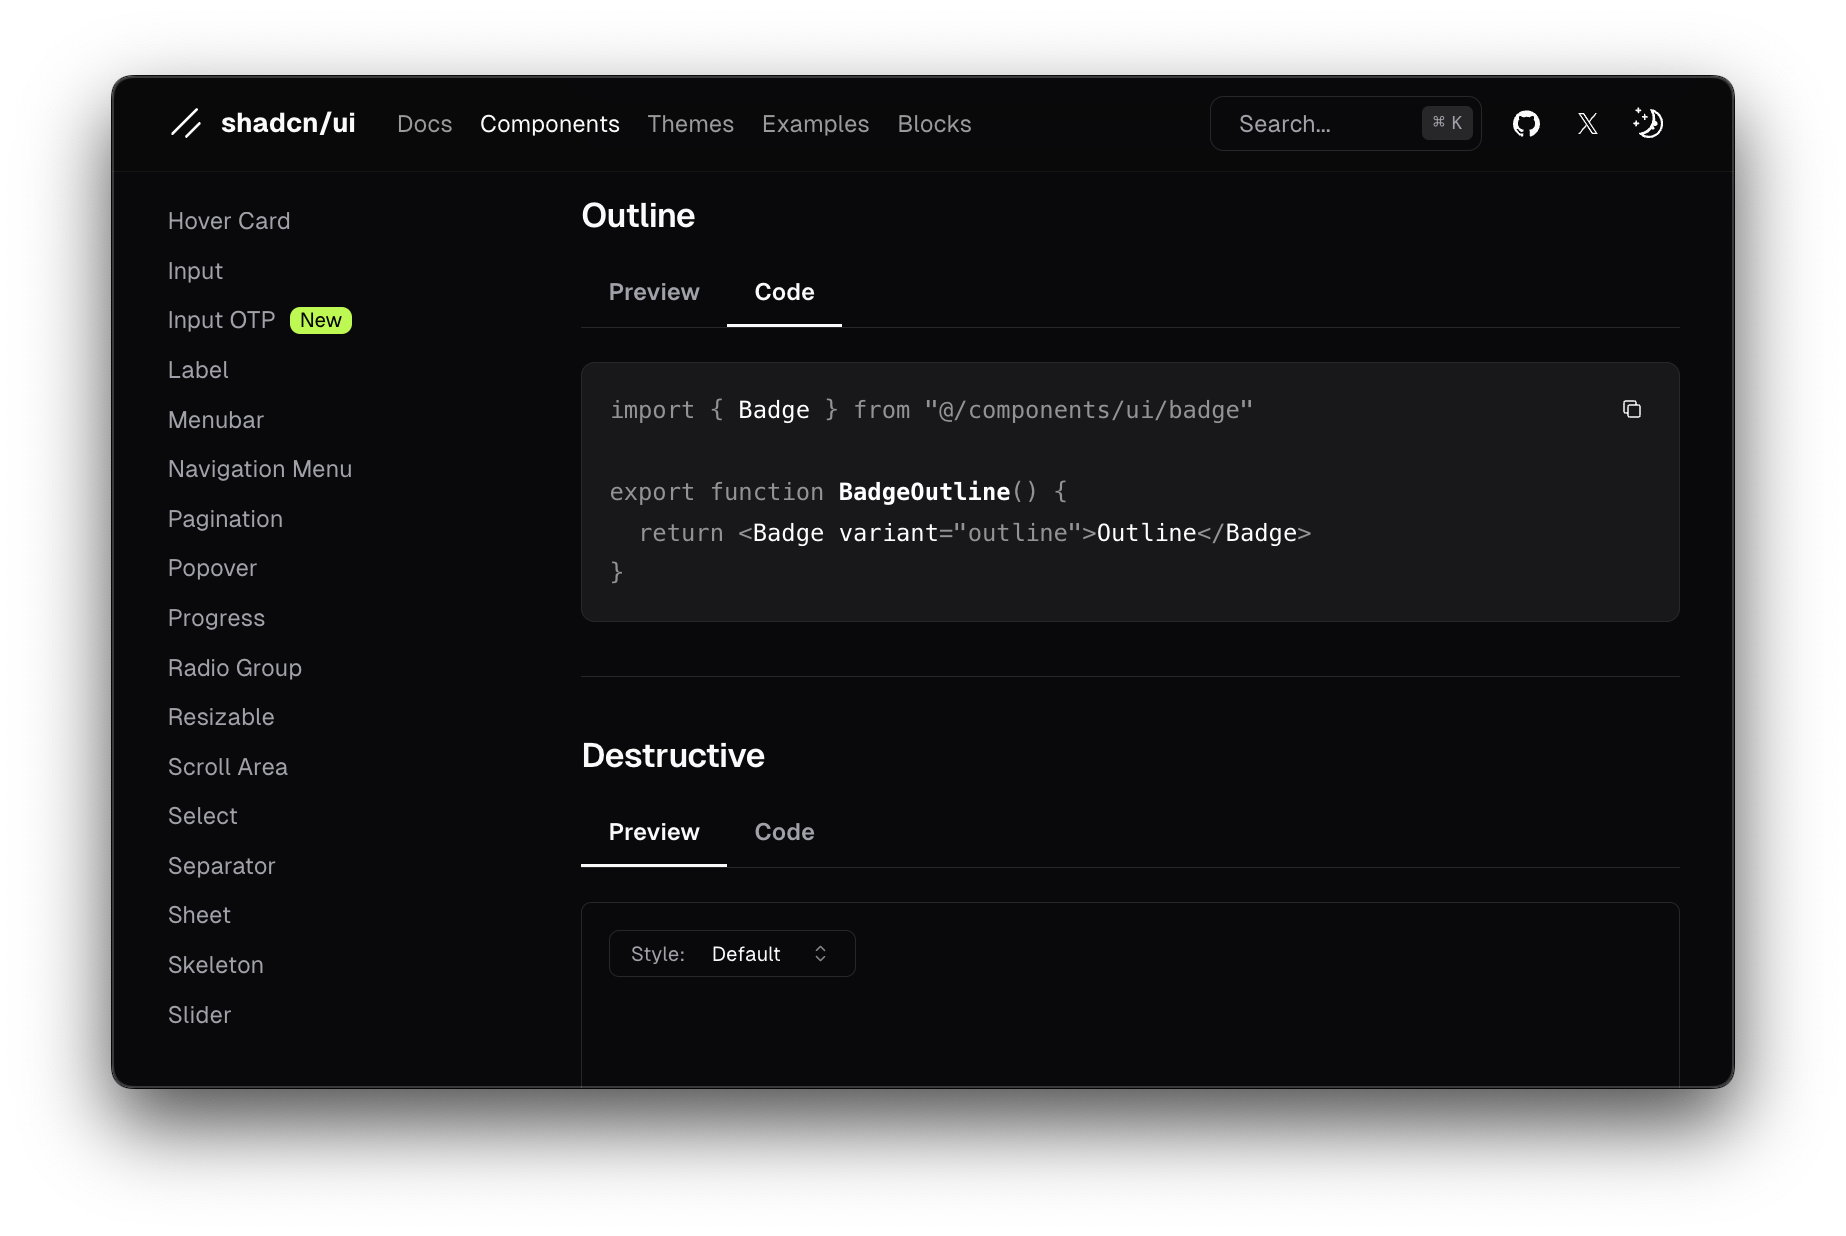 shadcn/ui Docs Components Themes Examples Blocks Search... ⌘ K
Hover Card
Input
Input OTP New
Label
Menubar
Navigation Menu
Pagination
Popover
Progress
Radio Group
Resizable
Scroll Area
Select
Separator
Sheet
Skeleton
Slider
Outline
Preview Code
import { Badge } from "@/components/ui/badge"
export function BadgeOutline() {
  return <Badge variant="outline">Outline</Badge>
}
Destructive
Preview Code
Style: Default